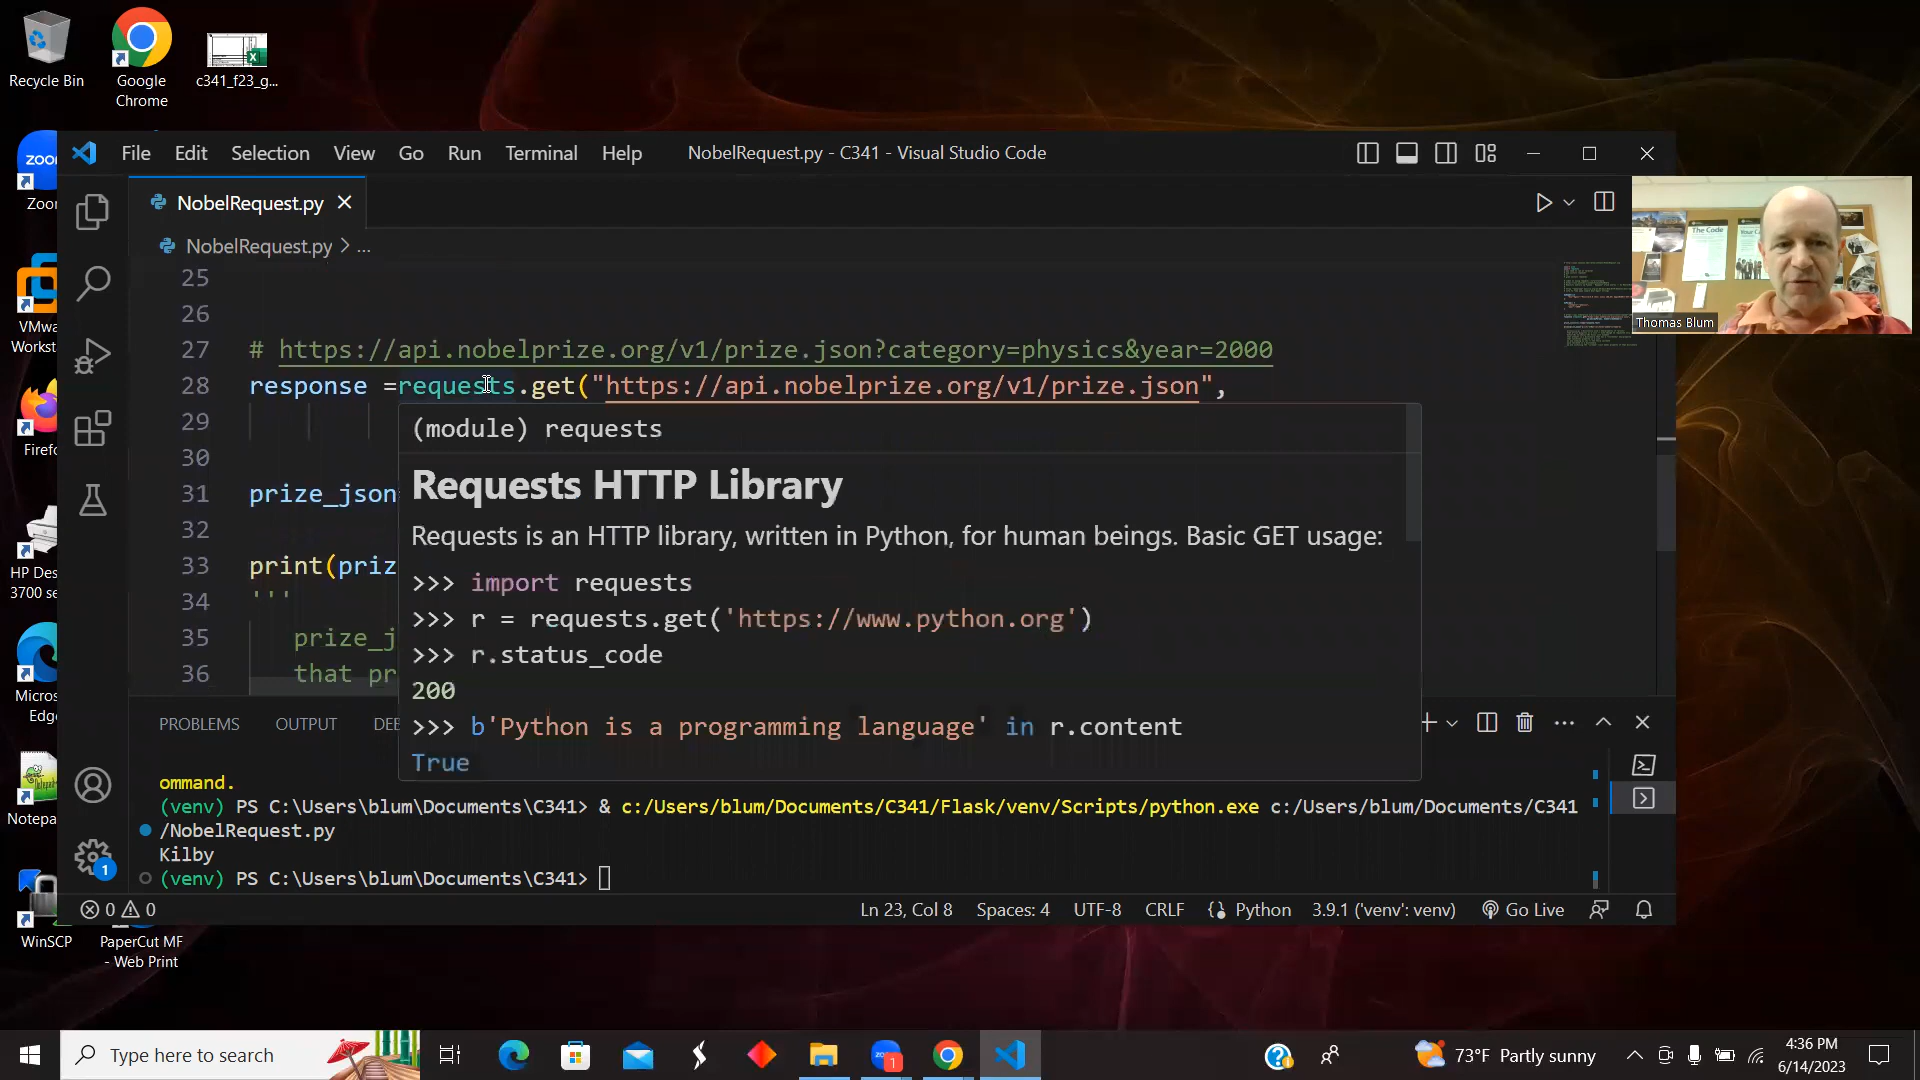 Recycle Bin
Google
Chrome
c341_f23_g...
zoo
Zoor
VMwa
Workst
Firefo
HP Des
3700 se
Micros
Edge
Notepa
WinSCP
PaperCut MF
- Web Print
File Edit Selection View Go Run Terminal Help
NobelRequest.py - C341 - Visual Studio Code
NobelRequest.py
NobelRequest.py > ...
25
26
27 # https://api.nobelprize.org/v1/prize.json?category=physics&year=2000
28 response =requests.get("https://api.nobelprize.org/v1/prize.json",
29
30
31 prize_json
32
33 print(priz
34 '''
35 prize_j
36 that pr
(module) requests
Requests HTTP Library
Requests is an HTTP library, written in Python, for human beings. Basic GET usage:
>>> import requests
>>> r = requests.get('https://www.python.org')
>>> r.status_code
200
>>> b'Python is a programming language' in r.content
True
The Code
Thomas Blum
PROBLEMS OUTPUT DEE
ommand.
(venv) PS C:\Users\blum\Documents\C341> & c:/Users/blum/Documents/C341/Flask/venv/Scripts/python.exe c:/Users/blum/Documents/C341
/NobelRequest.py
Kilby
(venv) PS C:\Users\blum\Documents\C341>
1
0 0 Ln 23, Col 8 Spaces: 4 UTF-8 CRLF Python 3.9.1 ('venv': venv) Go Live
Type here to search
1
73°F Partly sunny
4:36 PM
6/14/2023